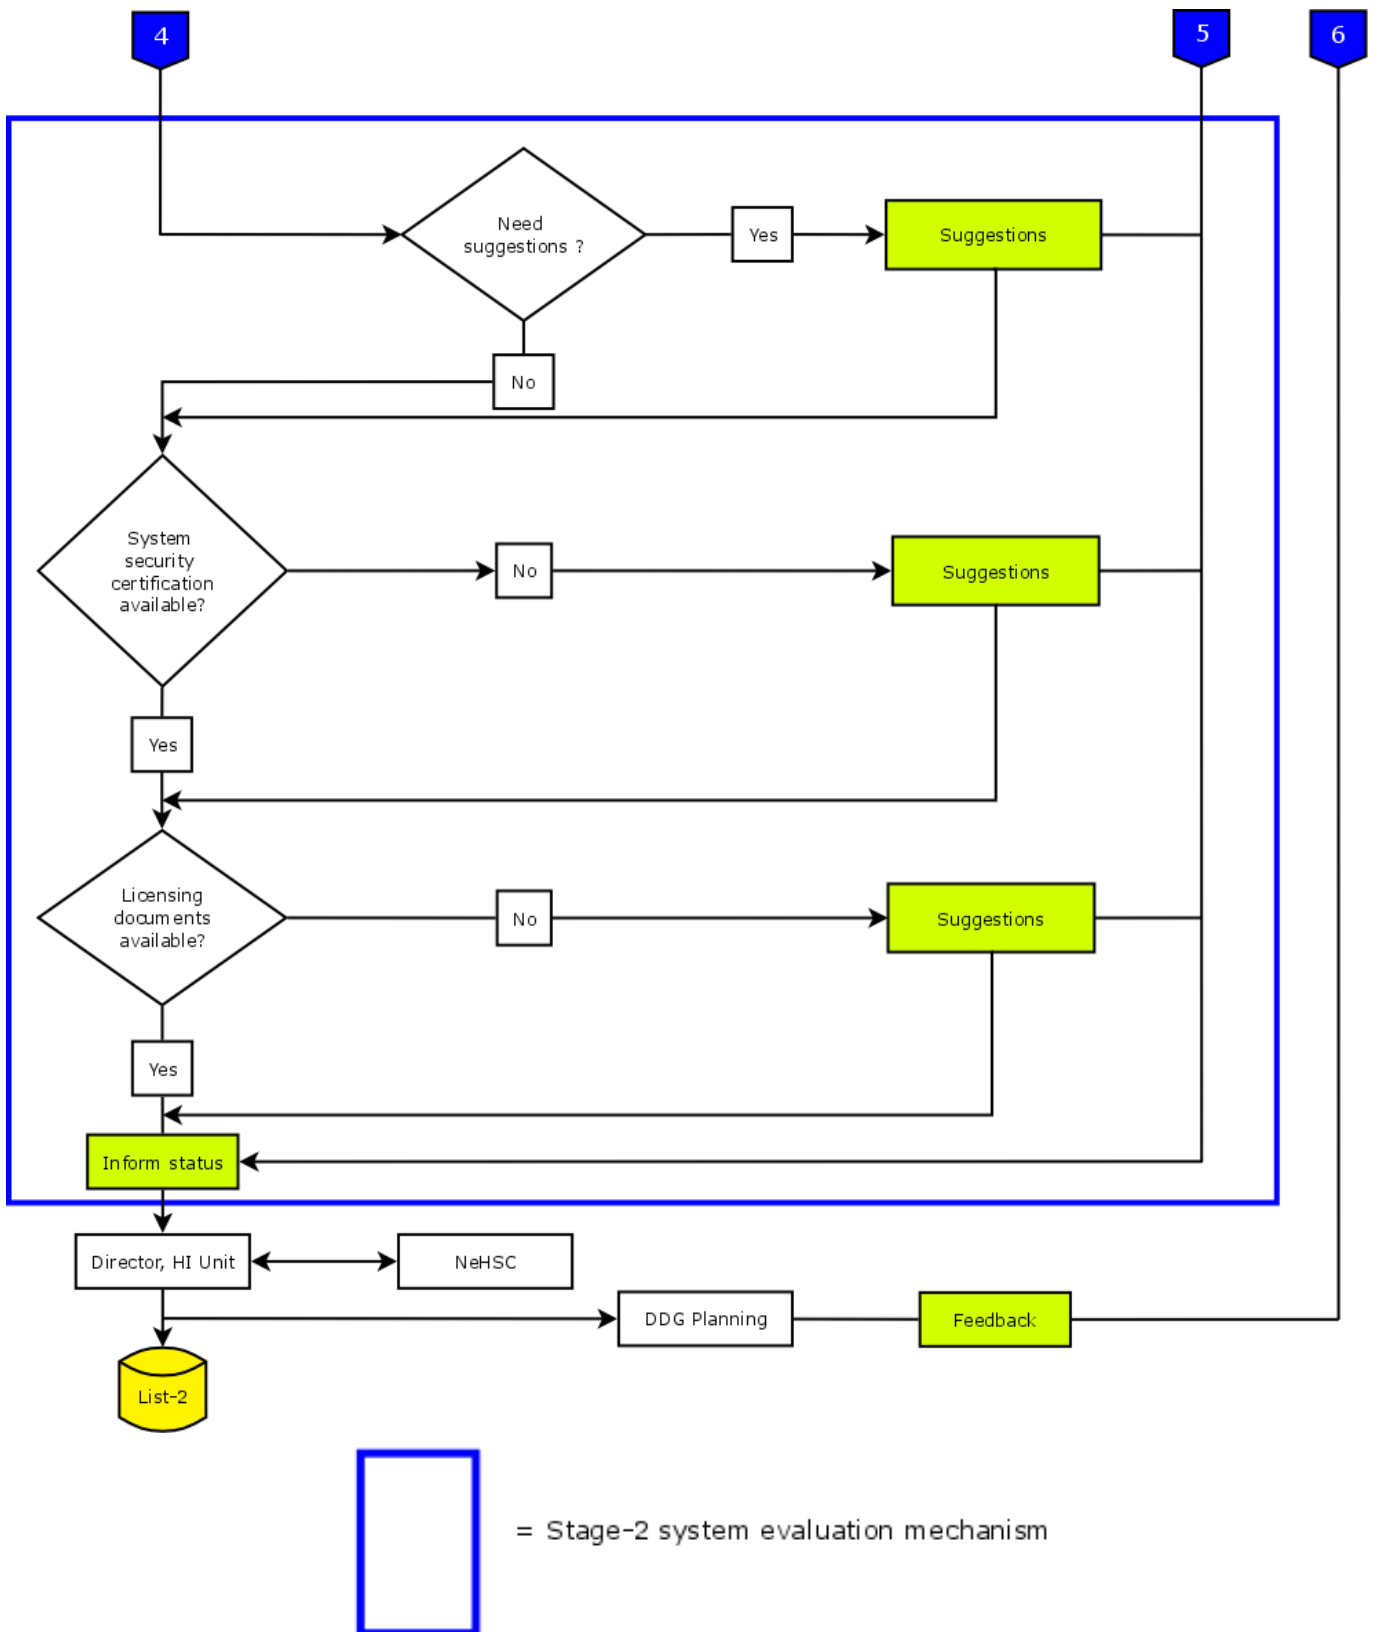 4
5
6
Need
suggestions ?
Yes
Suggestions
No
System
security
certification
available?
No
Suggestions
Yes
Licensing
documents
available?
No
Suggestions
Yes
Inform status
Director, HI Unit
NeHSC
DDG Planning
Feedback
List-2
= Stage-2 system evaluation mechanism